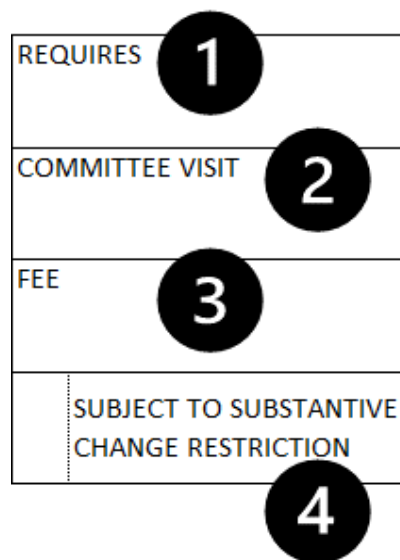 REQUIRES 1
COMMITTEE VISIT 2
FEE 3
SUBJECT TO SUBSTANTIVE
CHANGE RESTRICTION
4